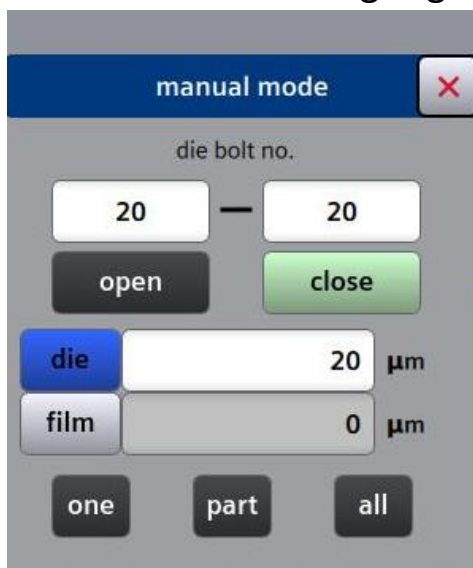 manual mode ×
die bolt no.
20 — 20
open close
die 20 μm
film 0 μm
one part all